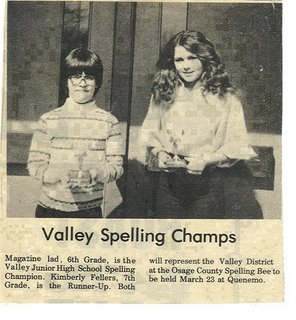 Valley Spelling Champs
Magazine lad, 6th Grade, is the
Valley Junior High School Spelling
Champion. Kimberly Fellers, 7th
Grade, is the Runner-Up. Both
will represent the Valley District
at the Osage County Spelling Bee to
be held March 23 at Quenemo.